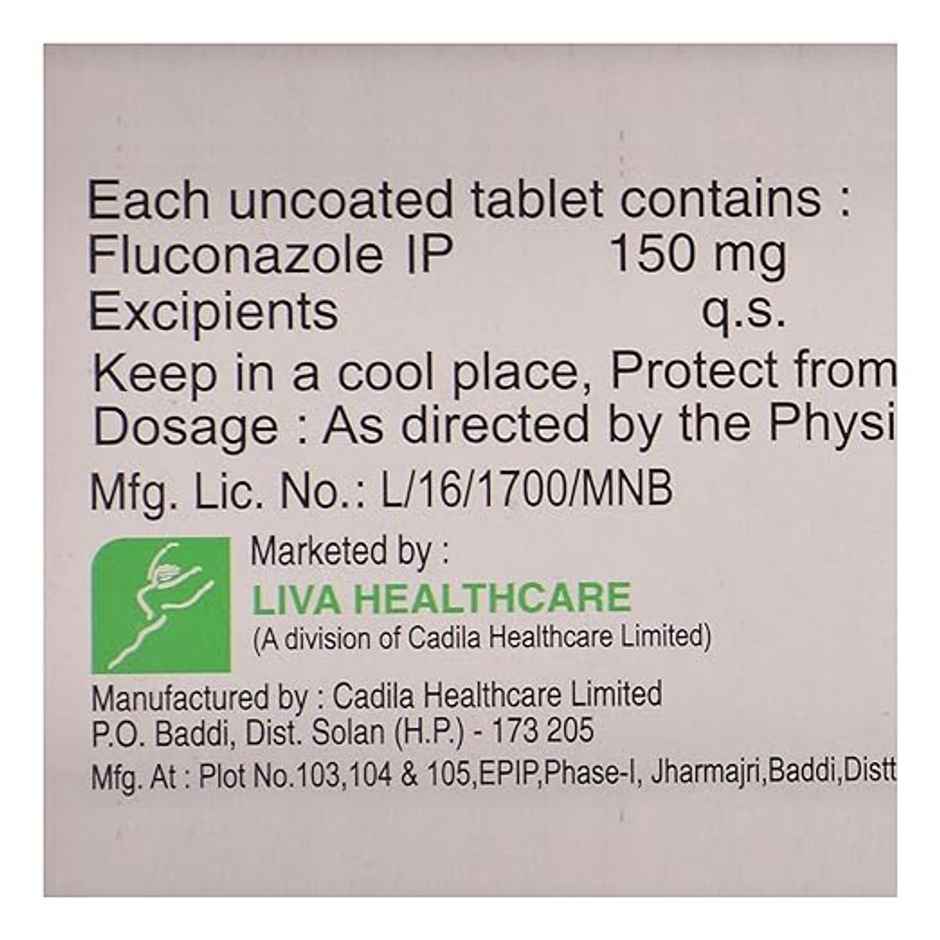 Each uncoated tablet contains :
Fluconazole IP 150 mg
Excipients q.s.
Keep in a cool place, Protect from
Dosage : As directed by the Physi
Mfg. Lic. No.: L/16/1700/MNB
Marketed by :
LIVA HEALTHCARE
(A division of Cadila Healthcare Limited)
Manufactured by : Cadila Healthcare Limited
P.O. Baddi, Dist. Solan (H.P.) - 173 205
Mfg. At : Plot No.103,104 & 105,EPIP,Phase-I, Jharmajri,Baddi,Distt